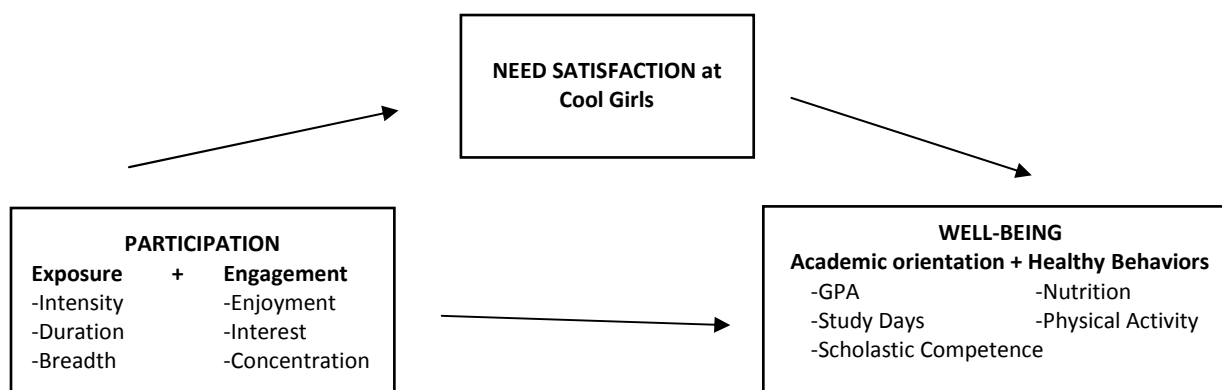 NEED SATISFACTION at
Cool Girls
PARTICIPATION
Exposure + Engagement
-Intensity -Enjoyment
-Duration -Interest
-Breadth -Concentration
WELL-BEING
Academic orientation + Healthy Behaviors
-GPA -Nutrition
-Study Days -Physical Activity
-Scholastic Competence